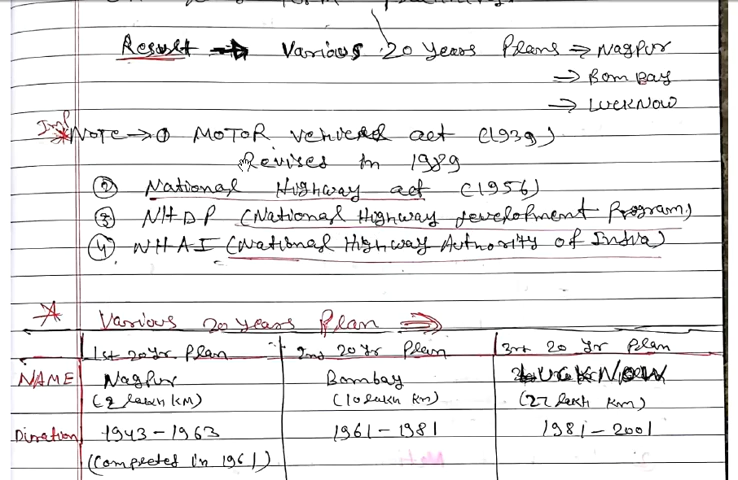 Result → Various 20 years Plans ⇒ Nagpur
⇒ Bombay
⇒ LUCKNOW
Imp
*NOTE → ① MOTOR act (1939)
Revises in 1989
② National Highway act (1956)
③ NHDP (National Highway development Program)
④ NHAI (National Highway Authority of India)
Various 20 years Plan ⇒
1st 20 Yr. Plan 2nd 20 Yr Plan 3rd 20 Yr Plan
NAME Nagpur Bombay LUCKNOW
(2 lakh KM) (10 lakh Km) (27 lakh Km)
Duration 1943-1963 1961-1981 1981-2001
(Completed in 1961)